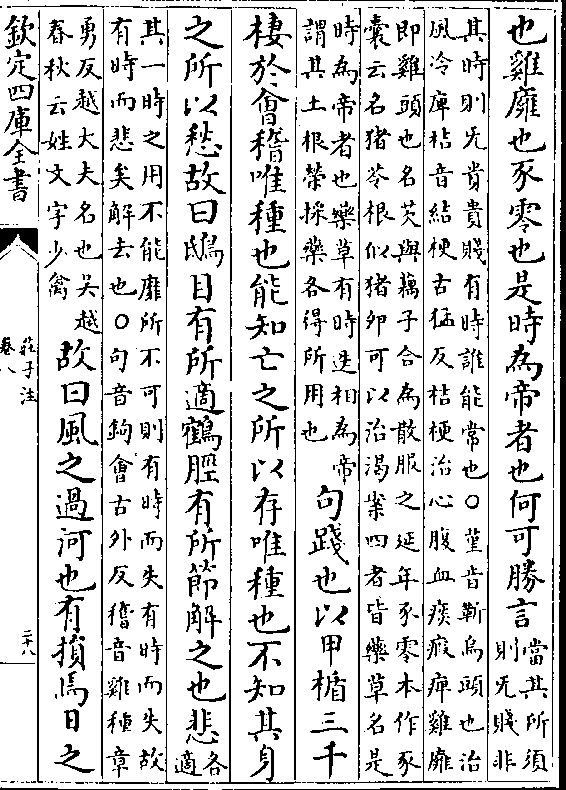 也雞廱也豕零也是時為帝者也何可勝言
當其所須
則无賤非
其時則无貴貴賤有時誰能常也○菫音靳烏頭也治
風冷痺桔音結梗古猛反桔梗治心腹血瘀瘕痺雞廱
即雞頭也名芡與藕子合為散服之延年豕零本作豕
囊云名猪苓根似猪卵可以治渴案四者皆藥草名是
時為帝者也藥草有時迭相為帝
謂其土根榮採藥各得所用也
句踐也以甲楯三千
棲於會稽唯種也能知亡之所以存唯種也不知其身
之所以愁故曰鴟目有所適鶴脛有所節解之也悲
各
適
其一時之用不能靡所不可則有時而失有時而失故
有時而悲矣解去也○句音鉤會古外反稽音雞種章
勇反越大夫名也吳越
春秋云姓文字少禽
故曰風之過河也有損焉日之
欽定四庫全書
莊子注
卷八
二十八